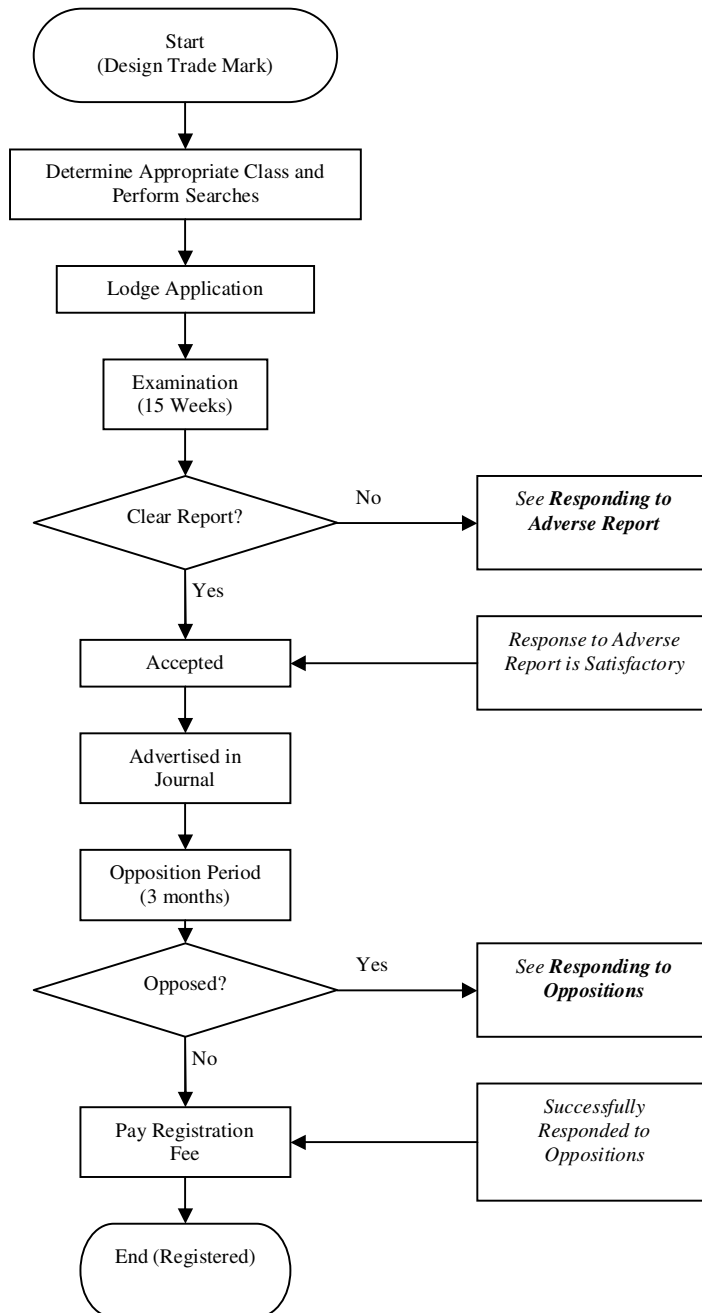 Start
(Design Trade Mark)
Determine Appropriate Class and
Perform Searches
Lodge Application
Examination
(15 Weeks)
Clear Report?
No
See Responding to
Adverse Report
Yes
Accepted
Response to Adverse
Report is Satisfactory
Advertised in
Journal
Opposition Period
(3 months)
Opposed?
Yes
See Responding to
Oppositions
No
Pay Registration
Fee
Successfully
Responded to
Oppositions
End (Registered)